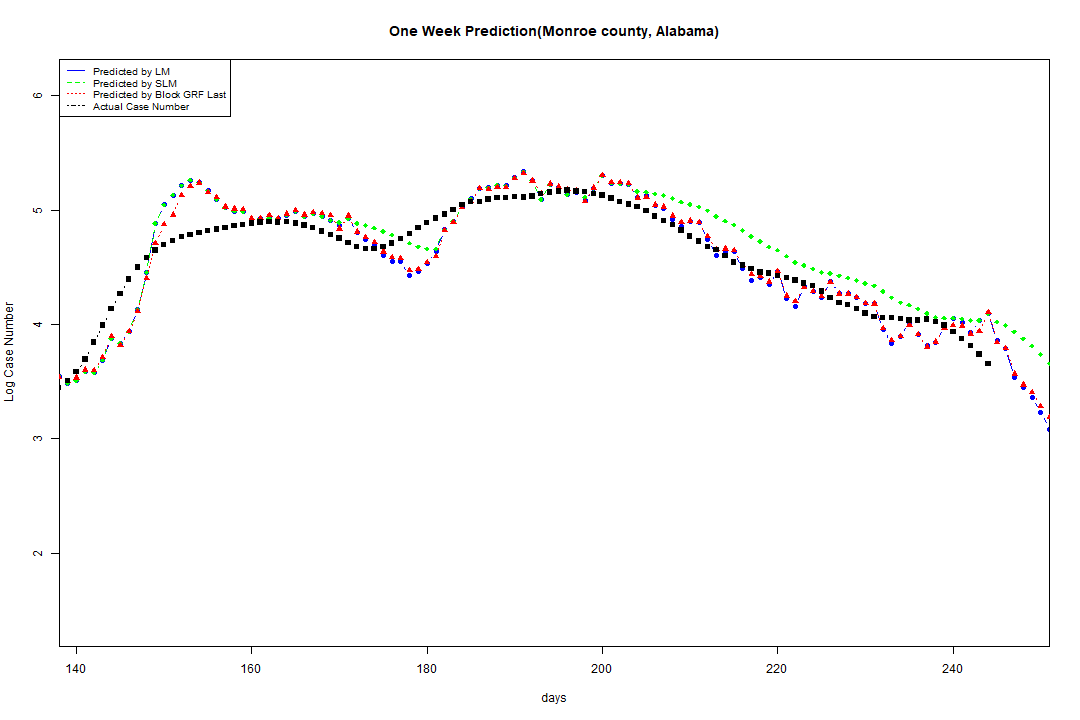 One Week Prediction(Monroe county, Alabama)
Predicted by LM
Predicted by SLM
Predicted by Block GRF Last
Actual Case Number
6
5
4
3
2
Log Case Number
140 160 180 200 220 240
days